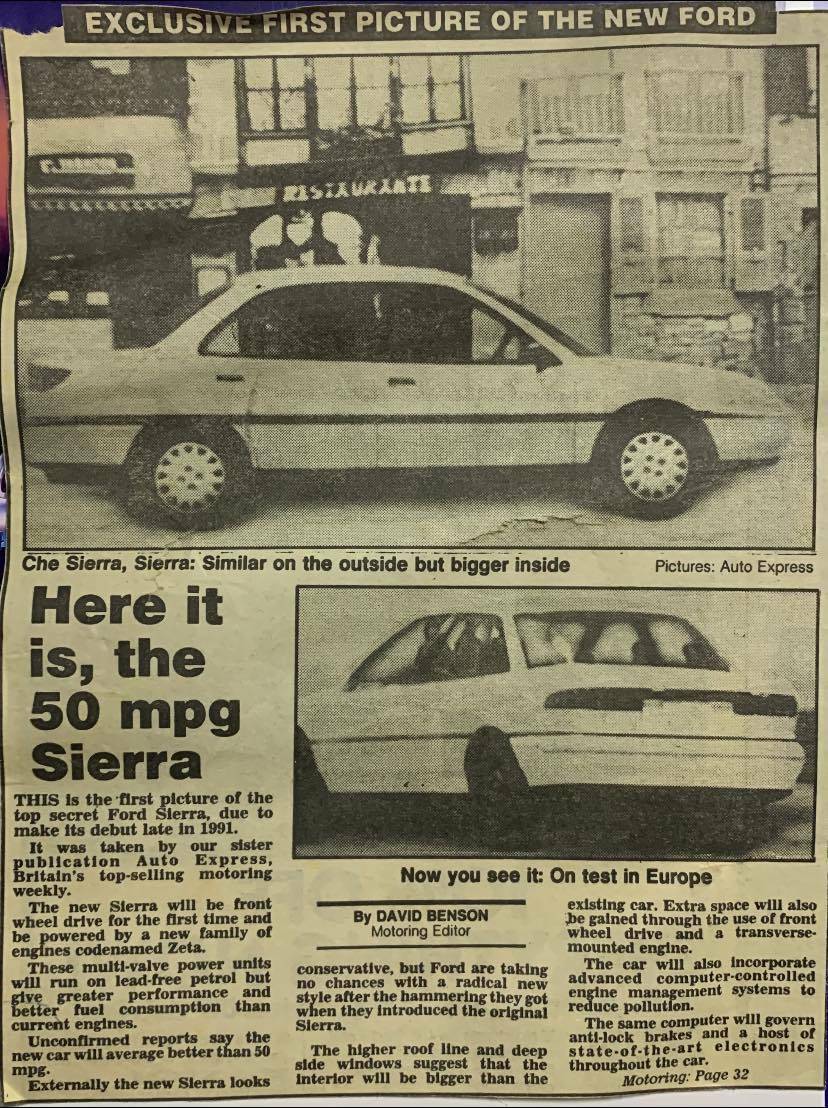 EXCLUSIVE FIRST PICTURE OF THE NEW FORD
RESTAURANTE
Che Sierra, Sierra: Similar on the outside but bigger inside
Pictures: Auto Express
Here it
is, the
50 mpg
Sierra
THIS is the first picture of the
top secret Ford Sierra, due to
make its debut late in 1991.
It was taken by our sister
publication Auto Express,
Britain's top-selling motoring
weekly.
The new Sierra will be front
wheel drive for the first time and
be powered by a new family of
engines codenamed Zeta.
These multi-valve power units
will run on lead-free petrol but
give greater performance and
better fuel consumption than
current engines.
Unconfirmed reports say the
new car will average better than 50
mpg.
Externally the new Sierra looks
Now you see it: On test in Europe
By DAVID BENSON
Motoring Editor
conservative, but Ford are taking
no chances with a radical new
style after the hammering they got
when they introduced the original
Sierra.
The higher roof line and deep
side windows suggest that the
interior will be bigger than the
existing car. Extra space will also
be gained through the use of front
wheel drive and a transverse-
mounted engine.
The car will also incorporate
advanced computer-controlled
engine management systems to
reduce pollution.
The same computer will govern
anti-lock brakes and a host of
state-of-the-art electronics
throughout the car.
Motoring: Page 32